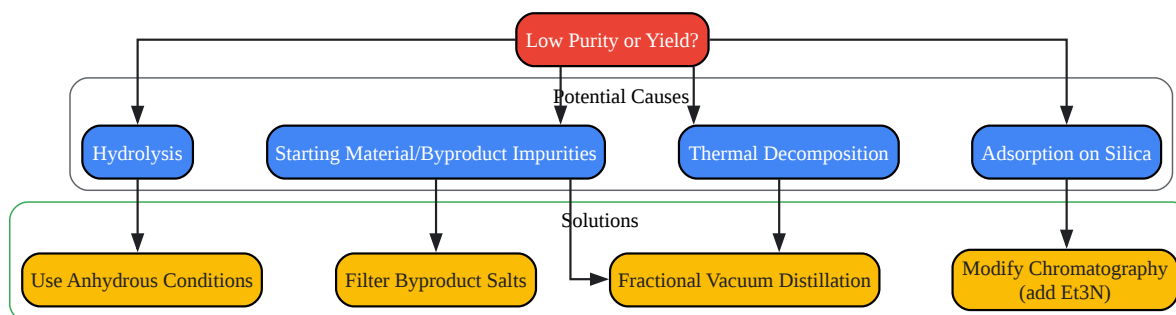 Low Purity or Yield?
Potential Causes
Hydrolysis
Starting Material/Byproduct Impurities
Thermal Decomposition
Adsorption on Silica
Solutions
Use Anhydrous Conditions
Filter Byproduct Salts
Fractional Vacuum Distillation
Modify Chromatography
(add Et3N)